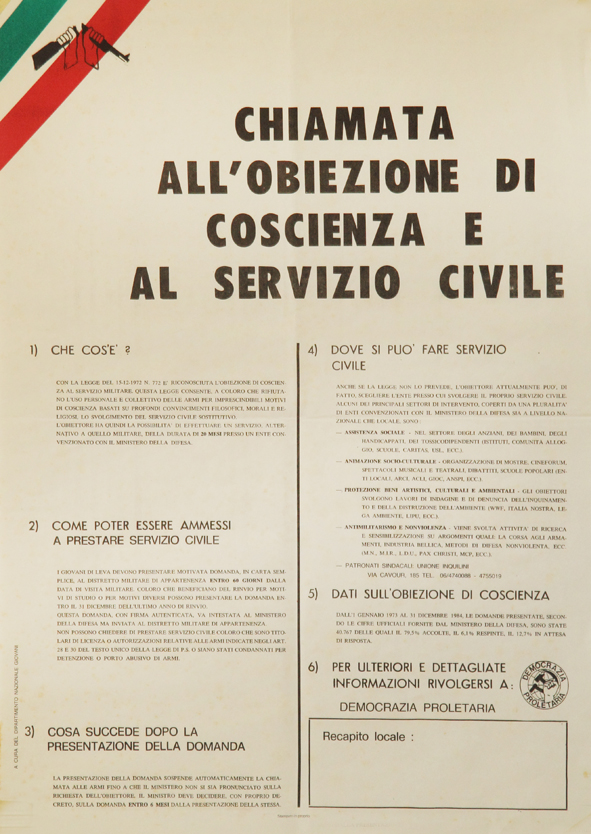 CHIAMATA
ALL'OBIEZIONE DI
COSCIENZA E
AL SERVIZIO CIVILE
1) CHE COS'E' ?
CON LA LEGGE DEL 15-12-1972 N. 772 E' RICONOSCIUTA L'OBIEZIONE DI COSCIEN-
ZA AL SERVIZIO MILITARE. QUESTA LEGGE CONSENTE, A COLORO CHE RIFIUTA-
NO L'USO PERSONALE E COLLETTIVO DELLE ARMI PER IMPRESCINDIBILI MOTIVI
DI COSCIENZA BASATI SU PROFONDI CONVINCIMENTI FILOSOFICI, MORALI E RE-
LIGIOSI, LO SVOLGIMENTO DEL SERVIZIO CIVILE SOSTITUTIVO.
L'OBIETTORE HA QUINDI LA POSSIBILITA' DI EFFETTUARE UN SERVIZIO, ALTER-
NATIVO A QUELLO MILITARE, DELLA DURATA DI 20 MESI PRESSO UN ENTE CON-
VENZIONATO CON IL MINISTERO DELLA DIFESA.
2) COME POTER ESSERE AMMESSI
A PRESTARE SERVIZIO CIVILE
I GIOVANI DI LEVA DEVONO PRESENTARE MOTIVATA DOMANDA, IN CARTA SEM-
PLICE, AL DISTRETTO MILITARE DI APPARTENENZA ENTRO 60 GIORNI DALLA
DATA DI VISITA MILITARE. COLORO CHE BENEFICIANO DEL RINVIO PER MOTI-
VI DI STUDIO O PER MOTIVI DIVERSI POSSONO PRESENTARE LA DOMANDA EN-
TRO IL 31 DICEMBRE DELL'ULTIMO ANNO DI RINVIO.
QUESTA DOMANDA, CON FIRMA AUTENTICATA, VA INTESTATA AL MINISTERO
DELLA DIFESA MA INVIATA AL DISTRETTO MILITARE DI APPARTENENZA.
NON POSSONO CHIEDERE DI PRESTARE SERVIZIO CIVILE COLORO CHE SONO TITO-
LARI DI LICENZA O AUTORIZZAZIONI RELATIVE ALLE ARMI INDICATE NEGLI ART.
28 E 30 DEL TESTO UNICO DELLA LEGGE DI P.S. O SIANO STATI CONDANNATI PER
DETENZIONE O PORTO ABUSIVO DI ARMI.
3) COSA SUCCEDE DOPO LA
PRESENTAZIONE DELLA DOMANDA
LA PRESENTAZIONE DELLA DOMANDA SOSPENDE AUTOMATICAMENTE LA CHIA-
MATA ALLE ARMI FINO A CHE IL MINISTERO NON SI SIA PRONUNCIATO SULLA
RICHIESTA DELL'OBIETTORE. IL MINISTRO DEVE DECIDERE, CON PROPRIO DE-
CRETO, SULLA DOMANDA ENTRO 6 MESI DALLA PRESENTAZIONE DELLA STESSA.
A CURA DEL DIPARTIMENTO NAZIONALE GIOVANI
4) DOVE SI PUO' FARE SERVIZIO
CIVILE
ANCHE SE LA LEGGE NON LO PREVEDE, L'OBIETTORE ATTUALMENTE PUO', DI
FATTO, SCEGLIERE L'ENTE PRESSO CUI SVOLGERE IL PROPRIO SERVIZIO CIVILE.
ALCUNI DEI PRINCIPALI SETTORI DI INTERVENTO, COPERTI DA UNA PLURALITA'
DI ENTI CONVENZIONATI CON IL MINISTERO DELLA DIFESA SIA A LIVELLO NA-
ZIONALE CHE LOCALE, SONO:
— ASSISTENZA SOCIALE - NEL SETTORE DEGLI ANZIANI, DEI BAMBINI, DEGLI
HANDICAPPATI, DEI TOSSICODIPENDENTI (ISTITUTI, COMUNITA ALLOG-
GIO, SCUOLE, CARITAS, USL, ECC.).
— ANIMAZIONE SOCIO-CULTURALE - ORGANIZZAZIONE DI MOSTRE, CINEFORUM,
SPETTACOLI MUSICALI E TEATRALI, DIBATTITI, SCUOLE POPOLARI (EN-
TI LOCALI, ARCI, ACLI, GIOC, ANSPI, ECC.).
— PROTEZIONE BENI ARTISTICI, CULTURALI E AMBIENTALI - GLI OBIETTORI
SVOLGONO LAVORI DI INDAGINE E DI DENUNCIA DELL'INQUINAMEN-
TO E DELLA DISTRUZIONE DELL'AMBIENTE (WWF, ITALIA NOSTRA, LE-
GA AMBIENTE, LIPU, ECC.).
— ANTIMILITARISMO E NONVIOLENZA - VIENE SVOLTA ATTIVITA' DI RICERCA
E SENSIBILIZZAZIONE SU ARGOMENTI QUALI LA CORSA AGLI ARMA-
MENTI, INDUSTRIA BELLICA, METODI DI DIFESA NONVIOLENTA, ECC
(M.N., M.I.R., L.D.U., PAX CHRISTI, MCP, ECC.).
— PATRONATI SINDACALI: UNIONE INQUILINI
VIA CAVOUR, 185 TEL. 06/4740088 - 4755019
5) DATI SULL'OBIEZIONE DI COSCIENZA
DALL'1 GENNAIO 1973 AL 31 DICEMBRE 1984, LE DOMANDE PRESENTATE, SECON-
DO LE CIFRE UFFICIALI FORNITE DAL MINISTERO DELLA DIFESA, SONO STATE
40.767 DELLE QUALI IL 79,5% ACCOLTE, IL 6,1% RESPINTE, IL 12,7% IN ATTESA
DI RISPOSTA.
6) PER ULTERIORI E DETTAGLIATE
INFORMAZIONI RIVOLGERSI A:
DEMOCRAZIA PROLETARIA
DEMOCRAZIA
PROLETARIA
Recapito locale :